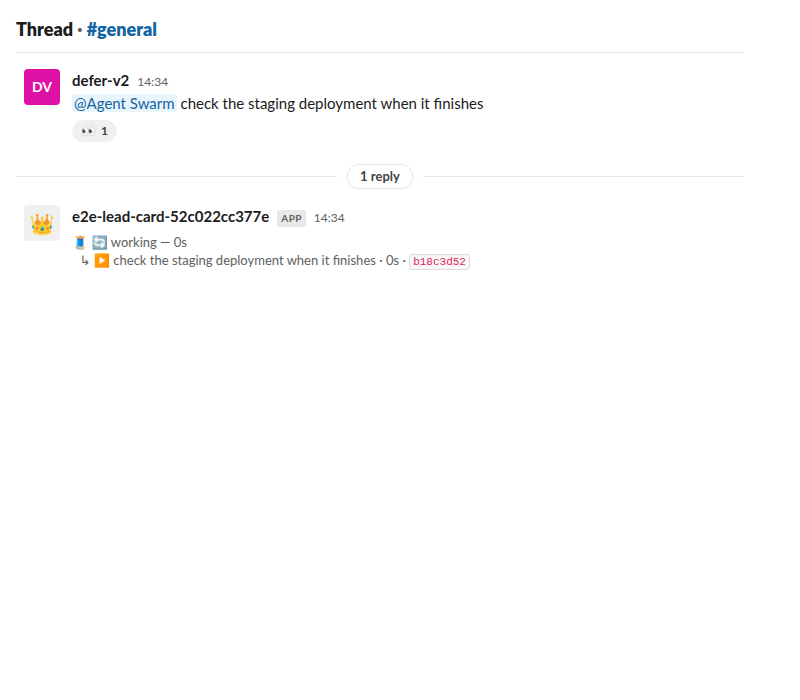 Thread • #general
DV
defer-v2 14:34
@Agent Swarm check the staging deployment when it finishes
👀 1
1 reply
e2e-lead-card-52c022cc377e APP 14:34
🧵 🔄 working — 0s
↳ ▶️ check the staging deployment when it finishes · 0s · b18c3d52